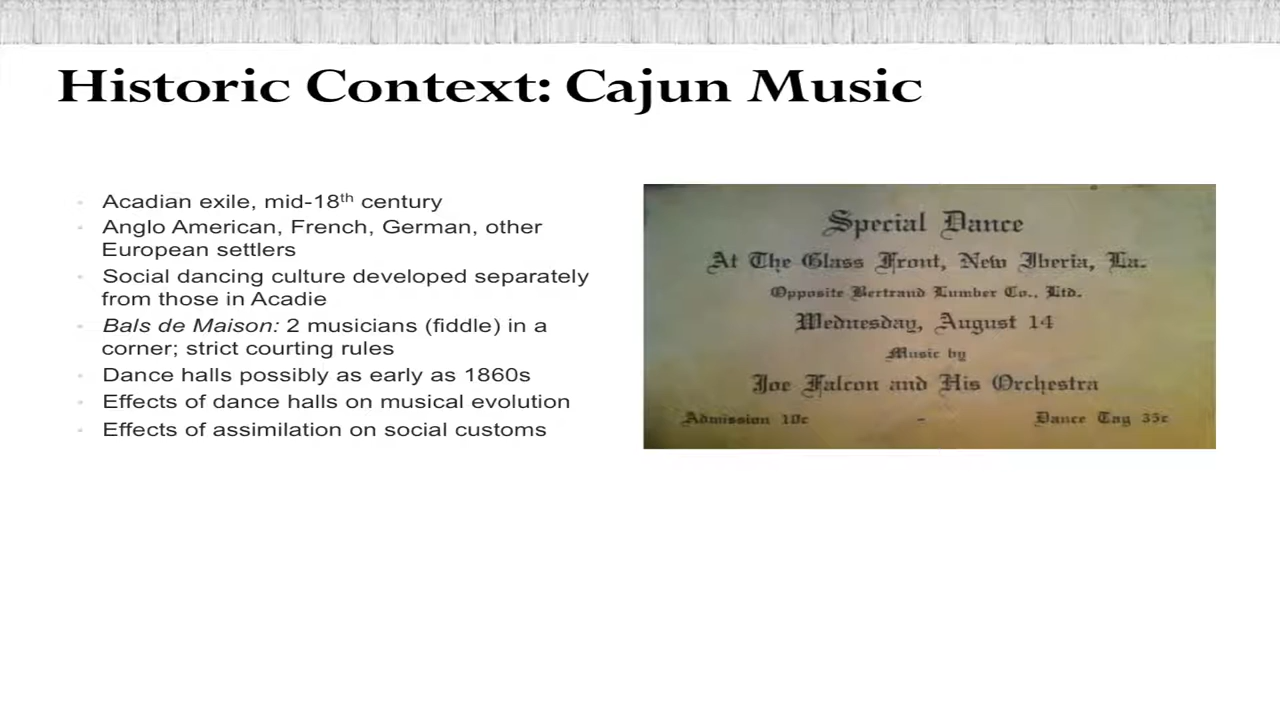 Historic Context: Cajun Music
Acadian exile, mid-18th century
Anglo American, French, German, other
European settlers
Social dancing culture developed separately
from those in Acadie
Bals de Maison: 2 musicians (fiddle) in a
corner; strict courting rules
Dance halls possibly as early as 1860s
Effects of dance halls on musical evolution
Effects of assimilation on social customs
Special Dance
At The Glass Front, New Iberia, La.
Opposite Bertrand Lumber Co., Ltd.
Wednesday, August 14
Music by
Joe Falcon and His Orchestra
Admission 10c - Dance Tag 35c